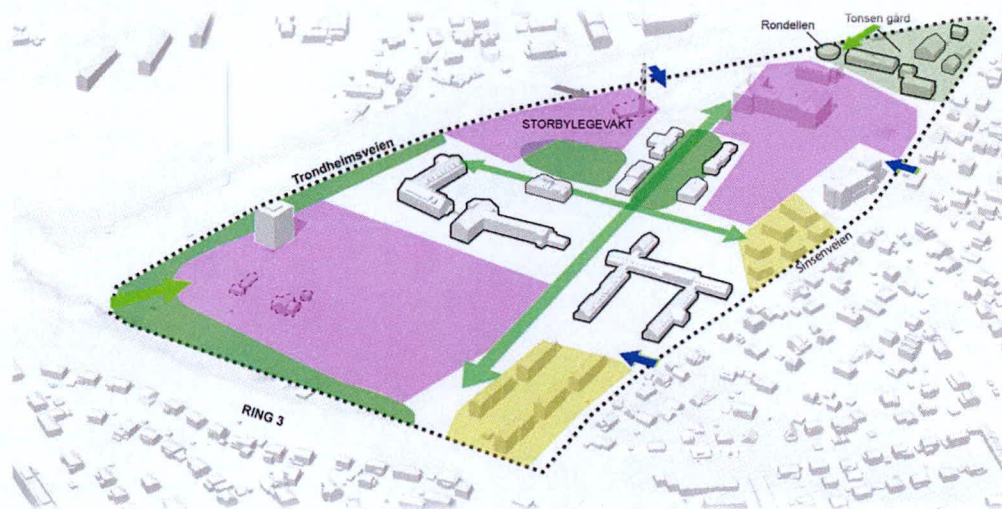 Rondellen
Tonsen gård
STORBYLEGEVAKT
Trondheimsveien
Sinsenveien
RING 3